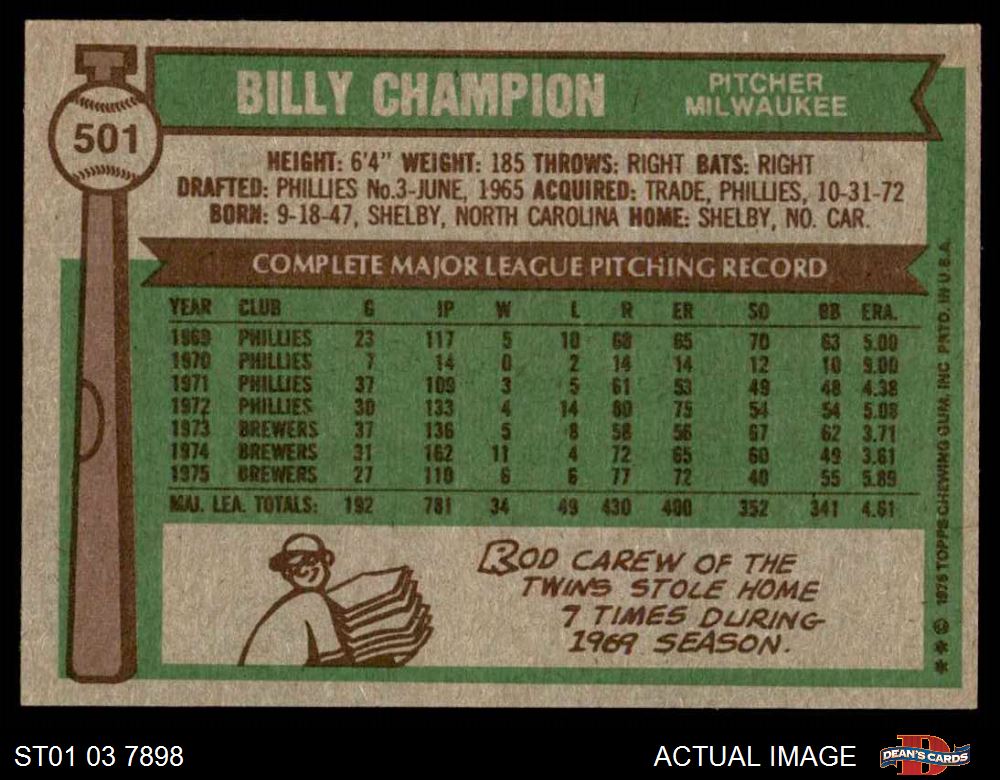 BILLY CHAMPION
PITCHER
MILWAUKEE
501
HEIGHT: 6'4" WEIGHT: 185 THROWS: RIGHT BATS: RIGHT
DRAFTED: PHILLIES No.3-JUNE, 1965 ACQUIRED: TRADE, PHILLIES, 10-31-72
BORN: 9-18-47, SHELBY, NORTH CAROLINA HOME: SHELBY, NO. CAR.
COMPLETE MAJOR LEAGUE PITCHING RECORD
YEAR CLUB G IP W L R ER SO BB ERA.
1969 PHILLIES 23 117 5 10 68 65 70 63 5.00
1970 PHILLIES 7 14 0 2 14 14 12 10 9.00
1971 PHILLIES 37 109 3 5 61 53 49 48 4.38
1972 PHILLIES 30 133 4 14 80 75 54 54 5.08
1973 BREWERS 37 136 5 8 58 56 67 62 3.71
1974 BREWERS 31 162 11 4 72 65 60 49 3.61
1975 BREWERS 27 110 6 6 77 72 40 55 5.89
MAJ. LEA. TOTALS: 192 781 34 49 430 400 352 341 4.61
ROD CAREW OF THE
TWINS STOLE HOME
7 TIMES DURING
1969 SEASON.
** © 1976 TOPPS CHEWING GUM, INC PRTD. IN U.S.A.
ST01 03 7898
ACTUAL IMAGE
DEAN'S CARDS